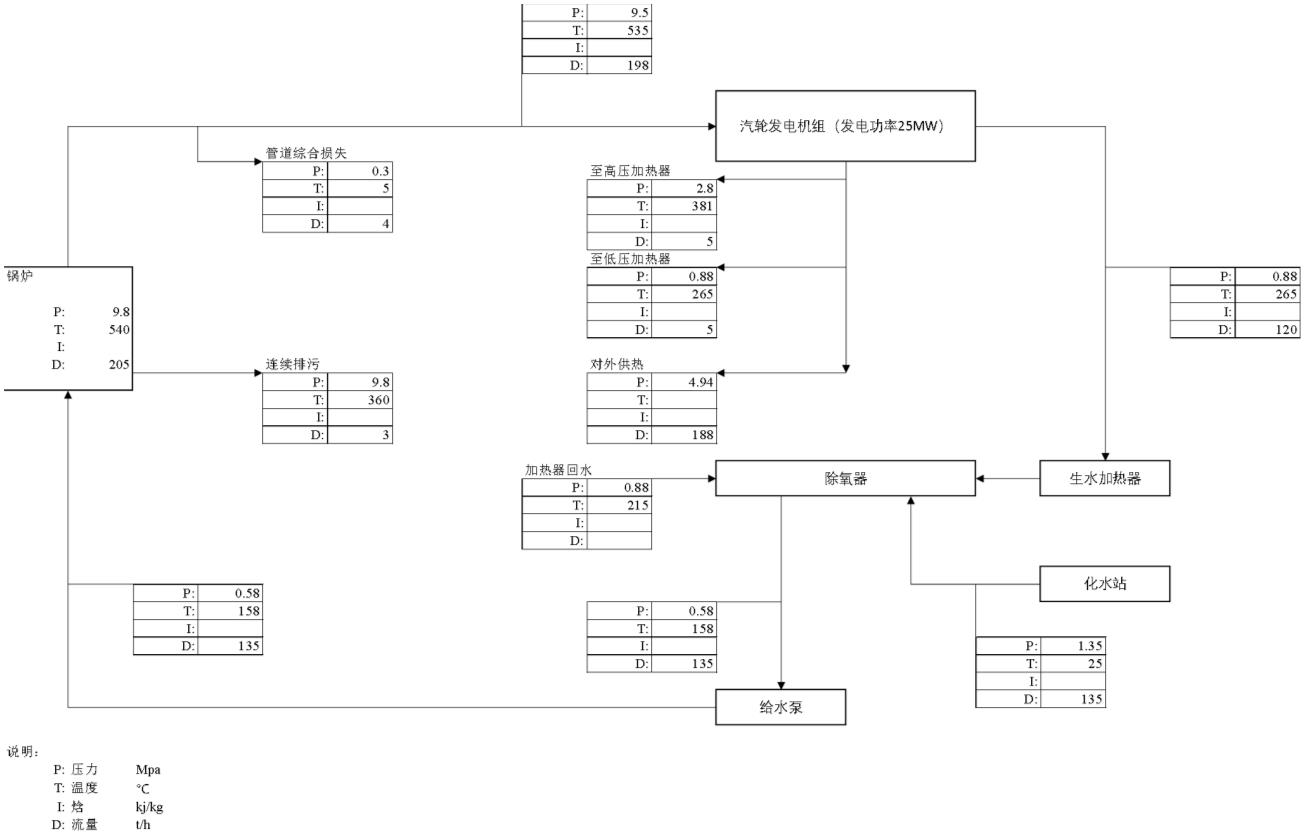 P: 9.5
T: 535
I:
D: 198
汽轮发电机组（发电功率25MW）
管道综合损失
P: 0.3
T: 5
I:
D: 4
至高压加热器
P: 2.8
T: 381
I:
D: 5
至低压加热器
P: 0.88
T: 265
I:
D: 5
P: 0.88
T: 265
I:
D: 120
锅炉
P: 9.8
T: 540
I:
D: 205
连续排污
P: 9.8
T: 360
I:
D: 3
对外供热
P: 4.94
T:
I:
D: 188
加热器回水
P: 0.88
T: 215
I:
D:
除氧器
生水加热器
化水站
P: 0.58
T: 158
I:
D: 135
P: 0.58
T: 158
I:
D: 135
P: 1.35
T: 25
I:
D: 135
给水泵
说明：
P: 压力 Mpa
T: 温度 ℃
I: 焓 kj/kg
D: 流量 t/h